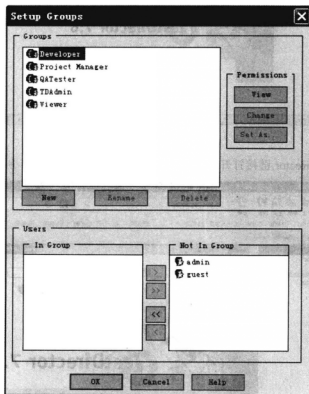 Setup Groups
Groups
Developer
Project Manager
QATester
TDAdmin
Viewer
Permissions
View
Change
Set As...
New
Rename
Delete
Users
In Group
Not In Group
admin
guest
>
>>
<<
<
OK
Cancel
Help